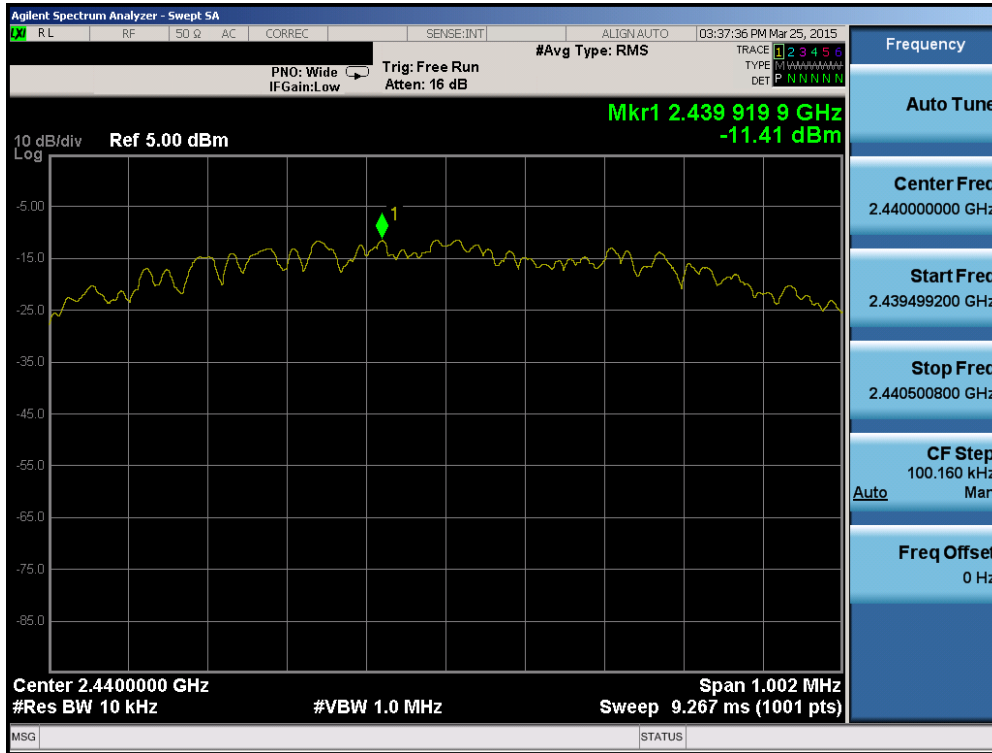 Agilent Spectrum Analyzer - Swept SA
LXI RL RF 50 Ω AC CORREC SENSE:INT ALIGN AUTO 03:37:36 PM Mar 25, 2015
#Avg Type: RMS
TRACE 1 2 3 4 5 6
TYPE M WWWWW
DET P N N N N N
PNO: Wide
IFGain:Low
Trig: Free Run
Atten: 16 dB
Mkr1 2.439 919 9 GHz
-11.41 dBm
10 dB/div Ref 5.00 dBm
Log
1
-5.00
-15.0
-25.0
-35.0
-45.0
-55.0
-65.0
-75.0
-85.0
Center 2.4400000 GHz Span 1.002 MHz
#Res BW 10 kHz #VBW 1.0 MHz Sweep 9.267 ms (1001 pts)
MSG STATUS
Frequency
Auto Tune
Center Freq
2.440000000 GHz
Start Freq
2.439499200 GHz
Stop Freq
2.440500800 GHz
CF Step
100.160 kHz
Auto Man
Freq Offset
0 Hz